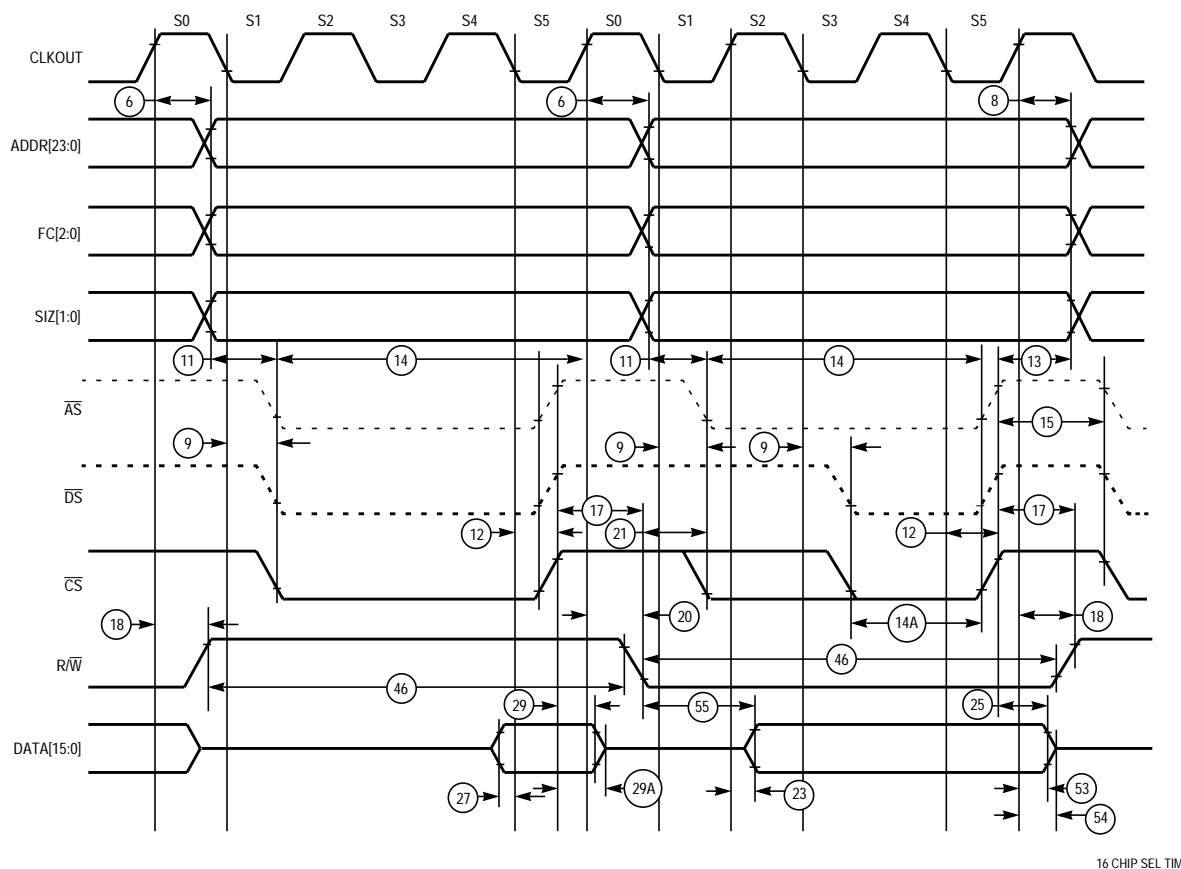 S0 S1 S2 S3 S4 S5 S0 S1 S2 S3 S4 S5
CLKOUT
6 6 8
ADDR[23:0]
FC[2:0]
SIZ[1:0]
11 14 11 14 13
AS
15
9 9 9
DS
17 17
12 21 12
CS
18 20 14A 18
R/W
46
46
29 55 25
DATA[15:0]
27 29A 23 53
54
16 CHIP SEL TIM